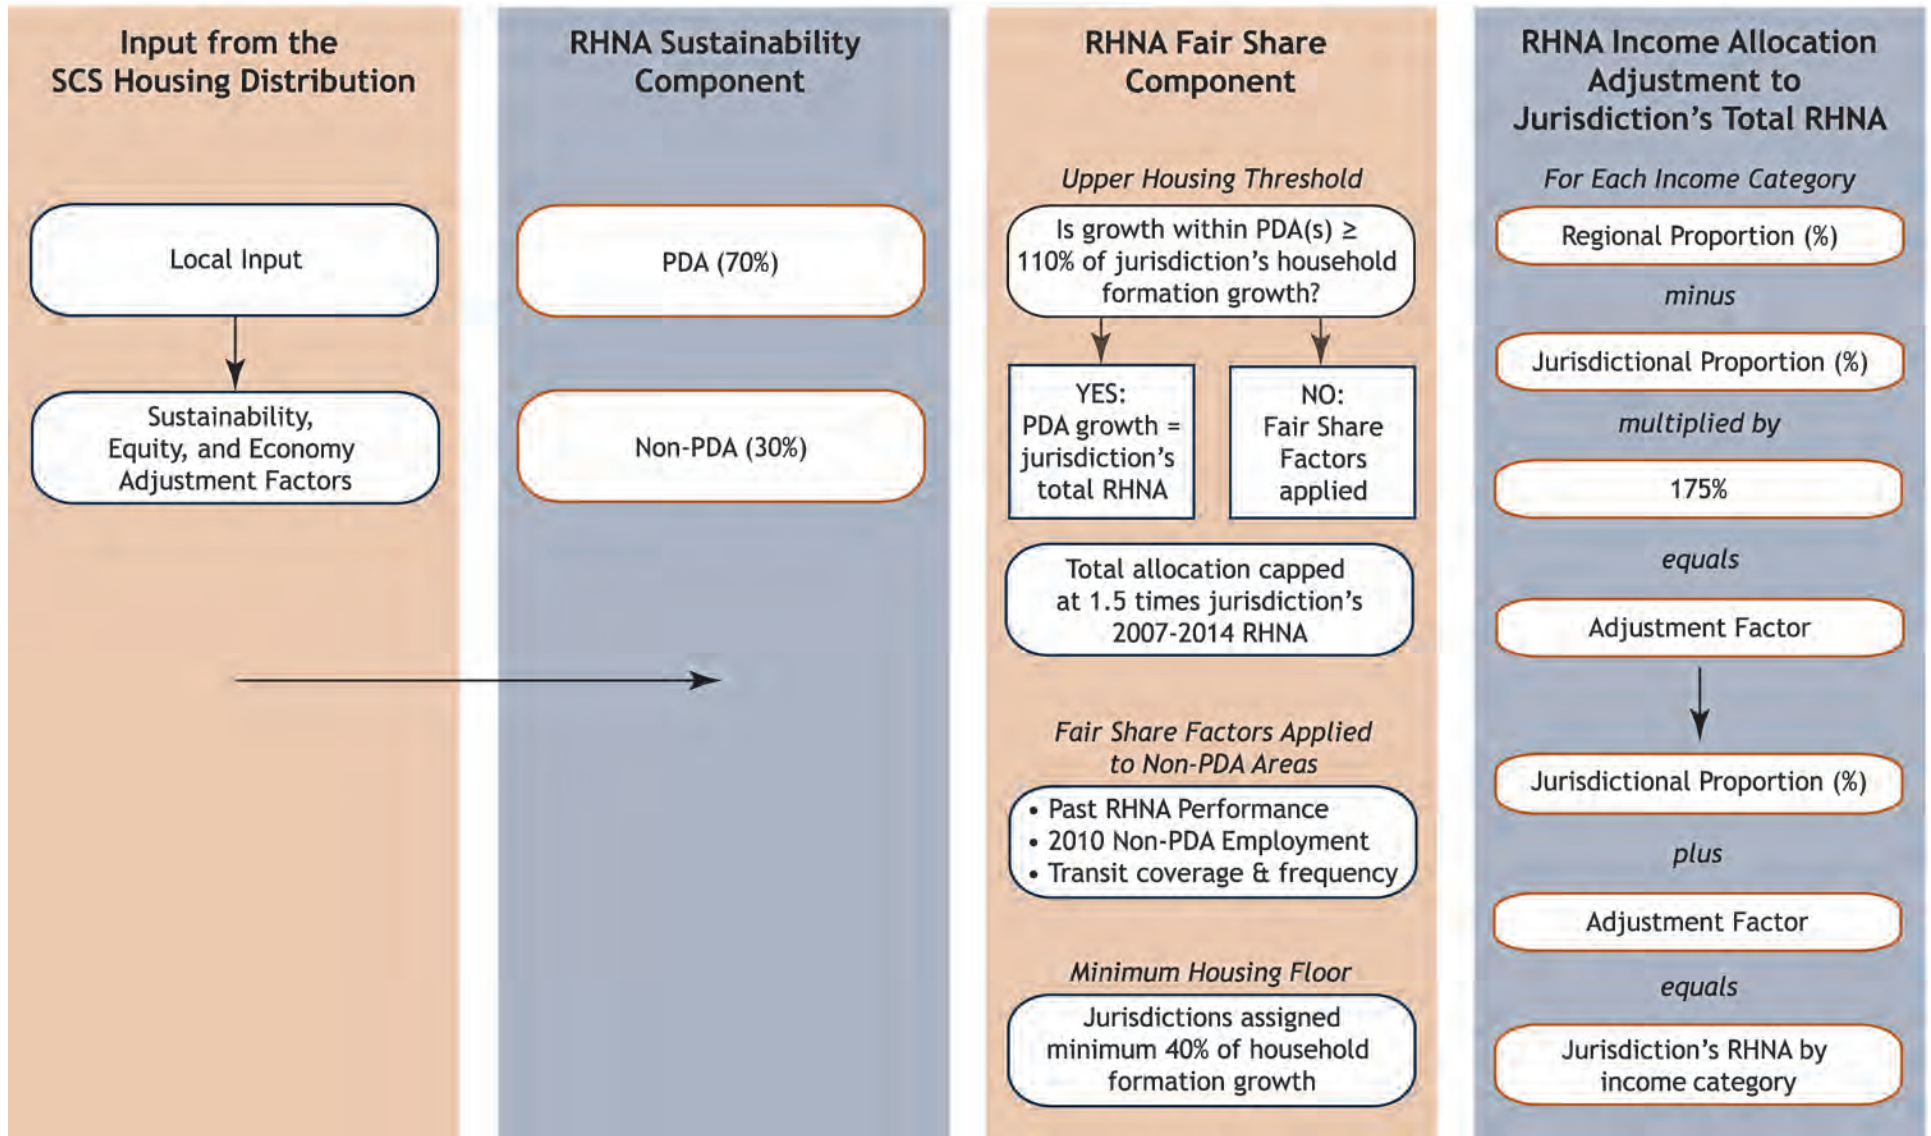 Input from the
SCS Housing Distribution
Local Input
Sustainability,
Equity, and Economy
Adjustment Factors
RHNA Sustainability
Component
PDA (70%)
Non-PDA (30%)
RHNA Fair Share
Component
Upper Housing Threshold
Is growth within PDA(s) ≥
110% of jurisdiction’s household
formation growth?
YES:
PDA growth =
jurisdiction’s
total RHNA
NO:
Fair Share
Factors
applied
Total allocation capped
at 1.5 times jurisdiction’s
2007-2014 RHNA
Fair Share Factors Applied
to Non-PDA Areas
• Past RHNA Performance
• 2010 Non-PDA Employment
• Transit coverage & frequency
Minimum Housing Floor
Jurisdictions assigned
minimum 40% of household
formation growth
RHNA Income Allocation
Adjustment to
Jurisdiction’s Total RHNA
For Each Income Category
Regional Proportion (%)
minus
Jurisdictional Proportion (%)
multiplied by
175%
equals
Adjustment Factor
Jurisdictional Proportion (%)
plus
Adjustment Factor
equals
Jurisdiction’s RHNA by
income category